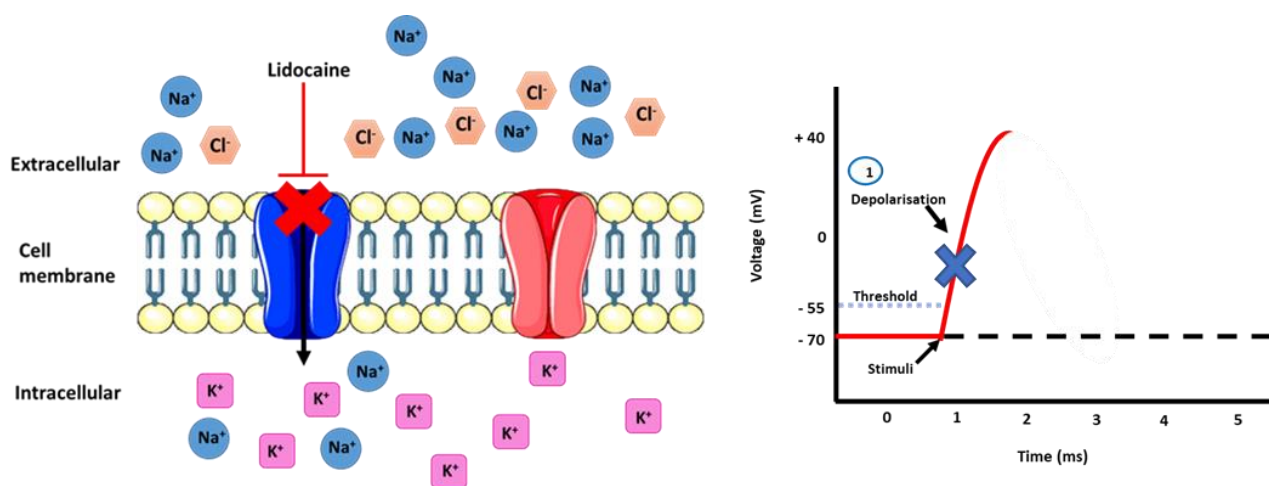 Lidocaine
Na⁺
Na⁺
Na⁺
Na⁺
Cl⁻
Na⁺
Cl⁻
Cl⁻
Cl⁻
Na⁺
Cl⁻
Na⁺
Na⁺
Na⁺
Extracellular
Cell
membrane
Intracellular
K⁺
K⁺
Na⁺
K⁺
K⁺
K⁺
K⁺
Na⁺
K⁺
Na⁺
K⁺
+ 40
0
- 55
- 70
Voltage (mV)
1
Depolarisation
Threshold
Stimuli
0
1
2
3
4
5
Time (ms)